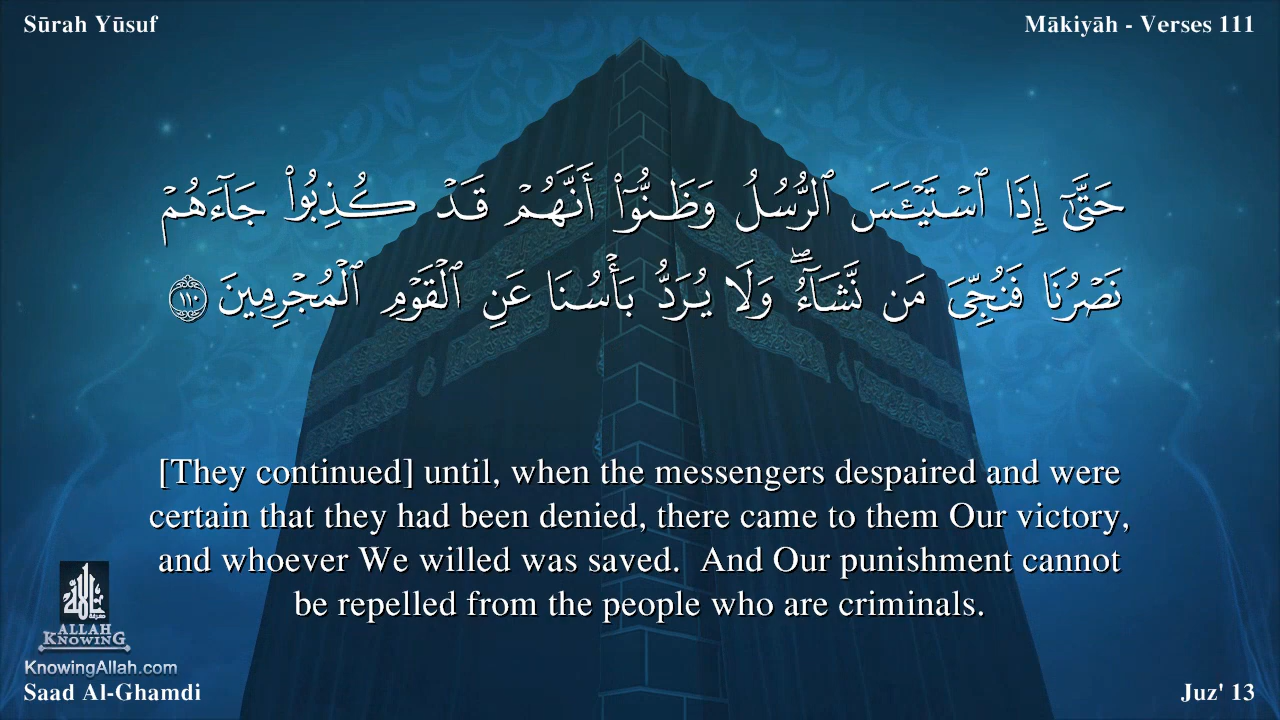 Sūrah Yūsuf
Mākiyāh - Verses 111
حَتَّىٰٓ إِذَا ٱسْتَيْـَٔسَ ٱلرُّسُلُ وَظَنُّوٓا۟ أَنَّهُمْ قَدْ كُذِبُوا۟ جَآءَهُمْ
نَصْرُنَا فَنُجِّىَ مَن نَّشَآءُ ۖ وَلَا يُرَدُّ بَأْسُنَا عَنِ ٱلْقَوْمِ ٱلْمُجْرِمِينَ ١١٠
[They continued] until, when the messengers despaired and were
certain that they had been denied, there came to them Our victory,
and whoever We willed was saved.  And Our punishment cannot
be repelled from the people who are criminals.
ALLAH
KNOWING
KnowingAllah.com
Saad Al-Ghamdi
Juz' 13